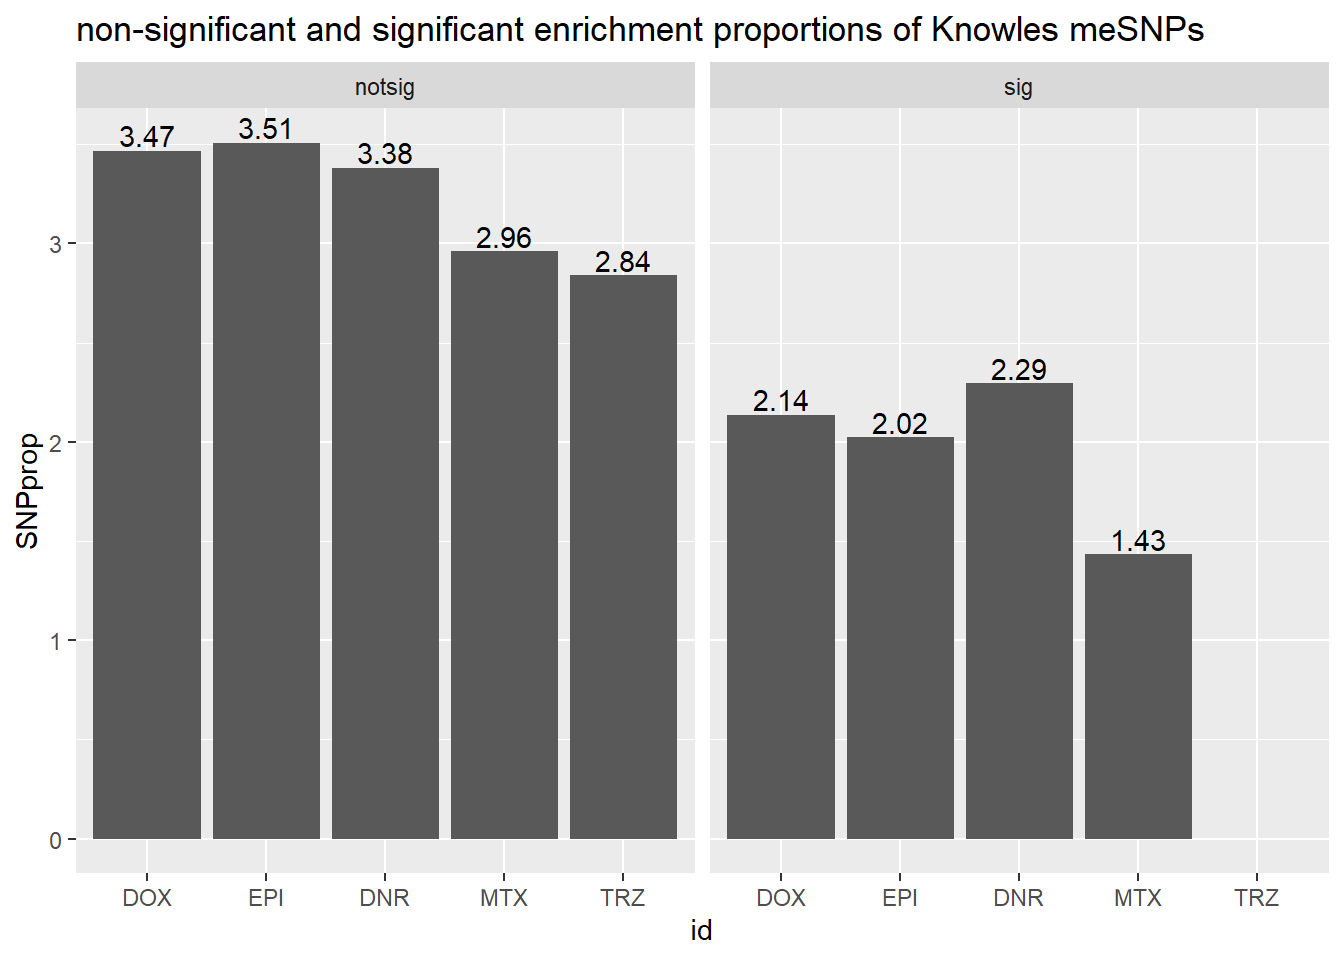 non-significant and significant enrichment proportions of Knowles meSNPs
notsig
sig
3.47
3.51
3.38
2.96
2.84
2.14
2.02
2.29
1.43
SNPprop
3
2
1
0
DOX
EPI
DNR
MTX
TRZ
DOX
EPI
DNR
MTX
TRZ
id